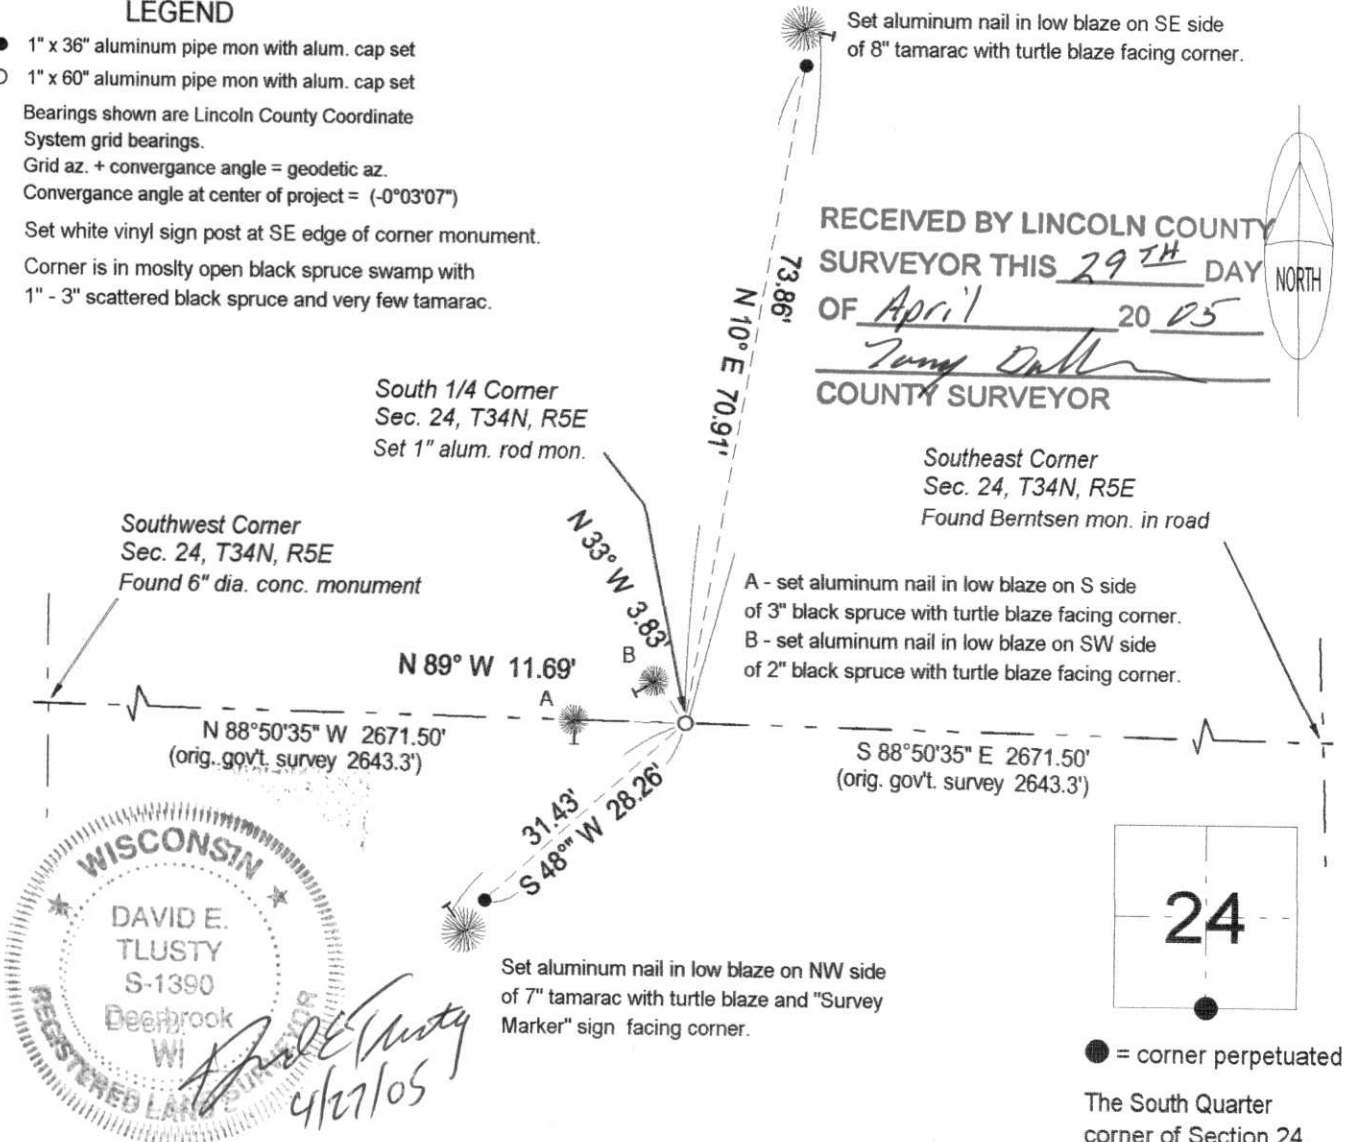 LEGEND
1" x 36" aluminum pipe mon with alum. cap set
1" x 60" aluminum pipe mon with alum. cap set
Bearings shown are Lincoln County Coordinate
System grid bearings.
Grid az. + convergance angle = geodetic az.
Convergance angle at center of project = (-0°03'07")
Set white vinyl sign post at SE edge of corner monument.
Corner is in moslty open black spruce swamp with
1" - 3" scattered black spruce and very few tamarac.
Set aluminum nail in low blaze on SE side
of 8" tamarac with turtle blaze facing corner.
RECEIVED BY LINCOLN COUNTY
SURVEYOR THIS 29TH DAY
OF April 20 05
COUNTY SURVEYOR
NORTH
73.86'
N 10° E 70.91'
South 1/4 Corner
Sec. 24, T34N, R5E
Set 1" alum. rod mon.
Southeast Corner
Sec. 24, T34N, R5E
Found Berntsen mon. in road
Southwest Corner
Sec. 24, T34N, R5E
Found 6" dia. conc. monument
N 33° W 3.83'
A - set aluminum nail in low blaze on S side
of 3" black spruce with turtle blaze facing corner.
B - set aluminum nail in low blaze on SW side
of 2" black spruce with turtle blaze facing corner.
N 89° W 11.69'
B
A
N 88°50'35" W 2671.50'
(orig. gov't. survey 2643.3')
S 88°50'35" E 2671.50'
(orig. gov't. survey 2643.3')
31.43'
S 48°" W 28.26'
WISCONSIN
DAVID E.
TLUSTY
S-1390
Deerbrook
WI
REGISTERED LAND SURVEYOR
David E Tlusty
4/27/05
Set aluminum nail in low blaze on NW side
of 7" tamarac with turtle blaze and "Survey
Marker" sign facing corner.
24
= corner perpetuated
The South Quarter
corner of Section 24